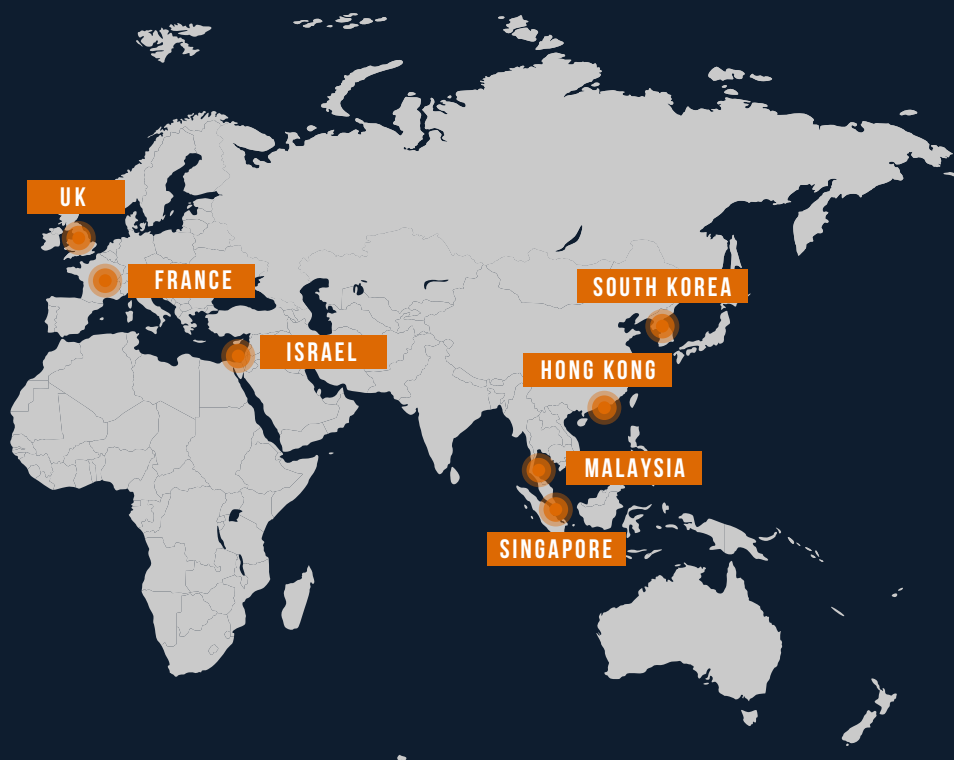 UK
FRANCE
SOUTH KOREA
ISRAEL
HONG KONG
MALAYSIA
SINGAPORE